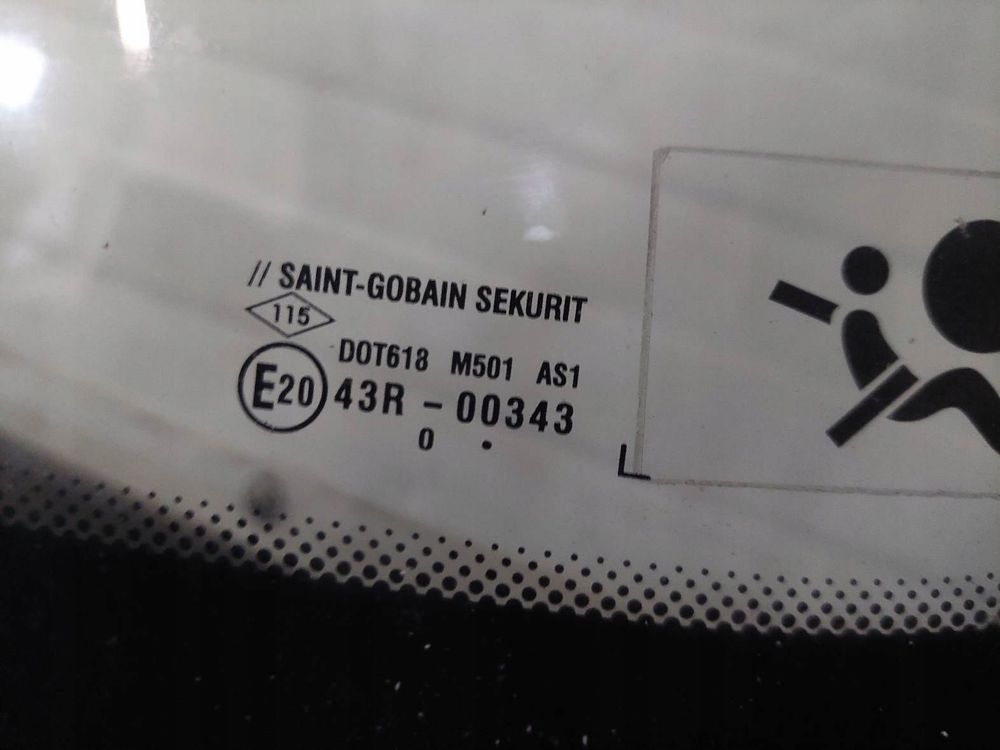 // SAINT-GOBAIN SEKURIT
115
DOT618 M501 AS1
E20 43R - 00343
0 .